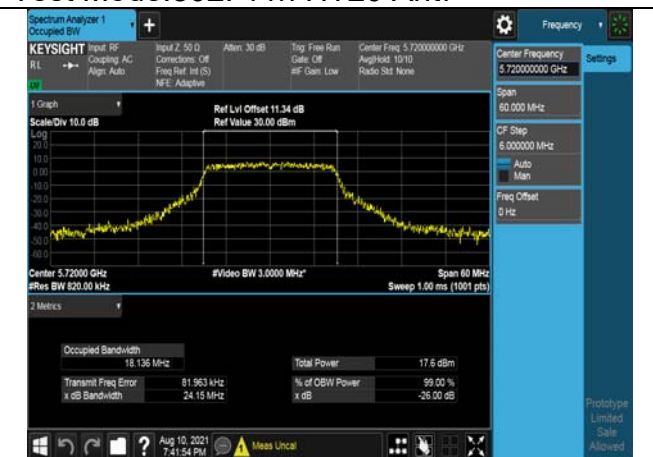 Spectrum Analyzer 1
Occupied BW
+
Frequency
KEYSIGHT
RL
Input: RF
Coupling: AC
Align: Auto
Input Z: 50 Ω
Corrections: Off
Freq Ref: Int (S)
NFE: Adaptive
Atten: 30 dB
Trig: Free Run
Gate: Off
#IF Gain: Low
Center Freq: 5.720000000 GHz
Avg|Hold: 10/10
Radio Std: None
Center Frequency
5.720000000 GHz
Settings
Span
60.000 MHz
CF Step
6.000000 MHz
Auto
Man
Freq Offset
0 Hz
1 Graph
Scale/Div 10.0 dB
Ref Lvl Offset 11.34 dB
Ref Value 30.00 dBm
Log
20.0
10.0
0.00
-10.0
-20.0
-30.0
-40.0
-50.0
-60.0
Center 5.72000 GHz
#Video BW 3.0000 MHz*
Span 60 MHz
#Res BW 820.00 kHz
Sweep 1.00 ms (1001 pts)
2 Metrics
Occupied Bandwidth
18.136 MHz
Total Power 17.6 dBm
Transmit Freq Error 81.963 kHz
% of OBW Power 99.00 %
x dB Bandwidth 24.15 MHz
x dB -26.00 dB
Prototype
Limited
Sale
Allowed
?
Aug 10, 2021
7:41:54 PM
Meas Uncal